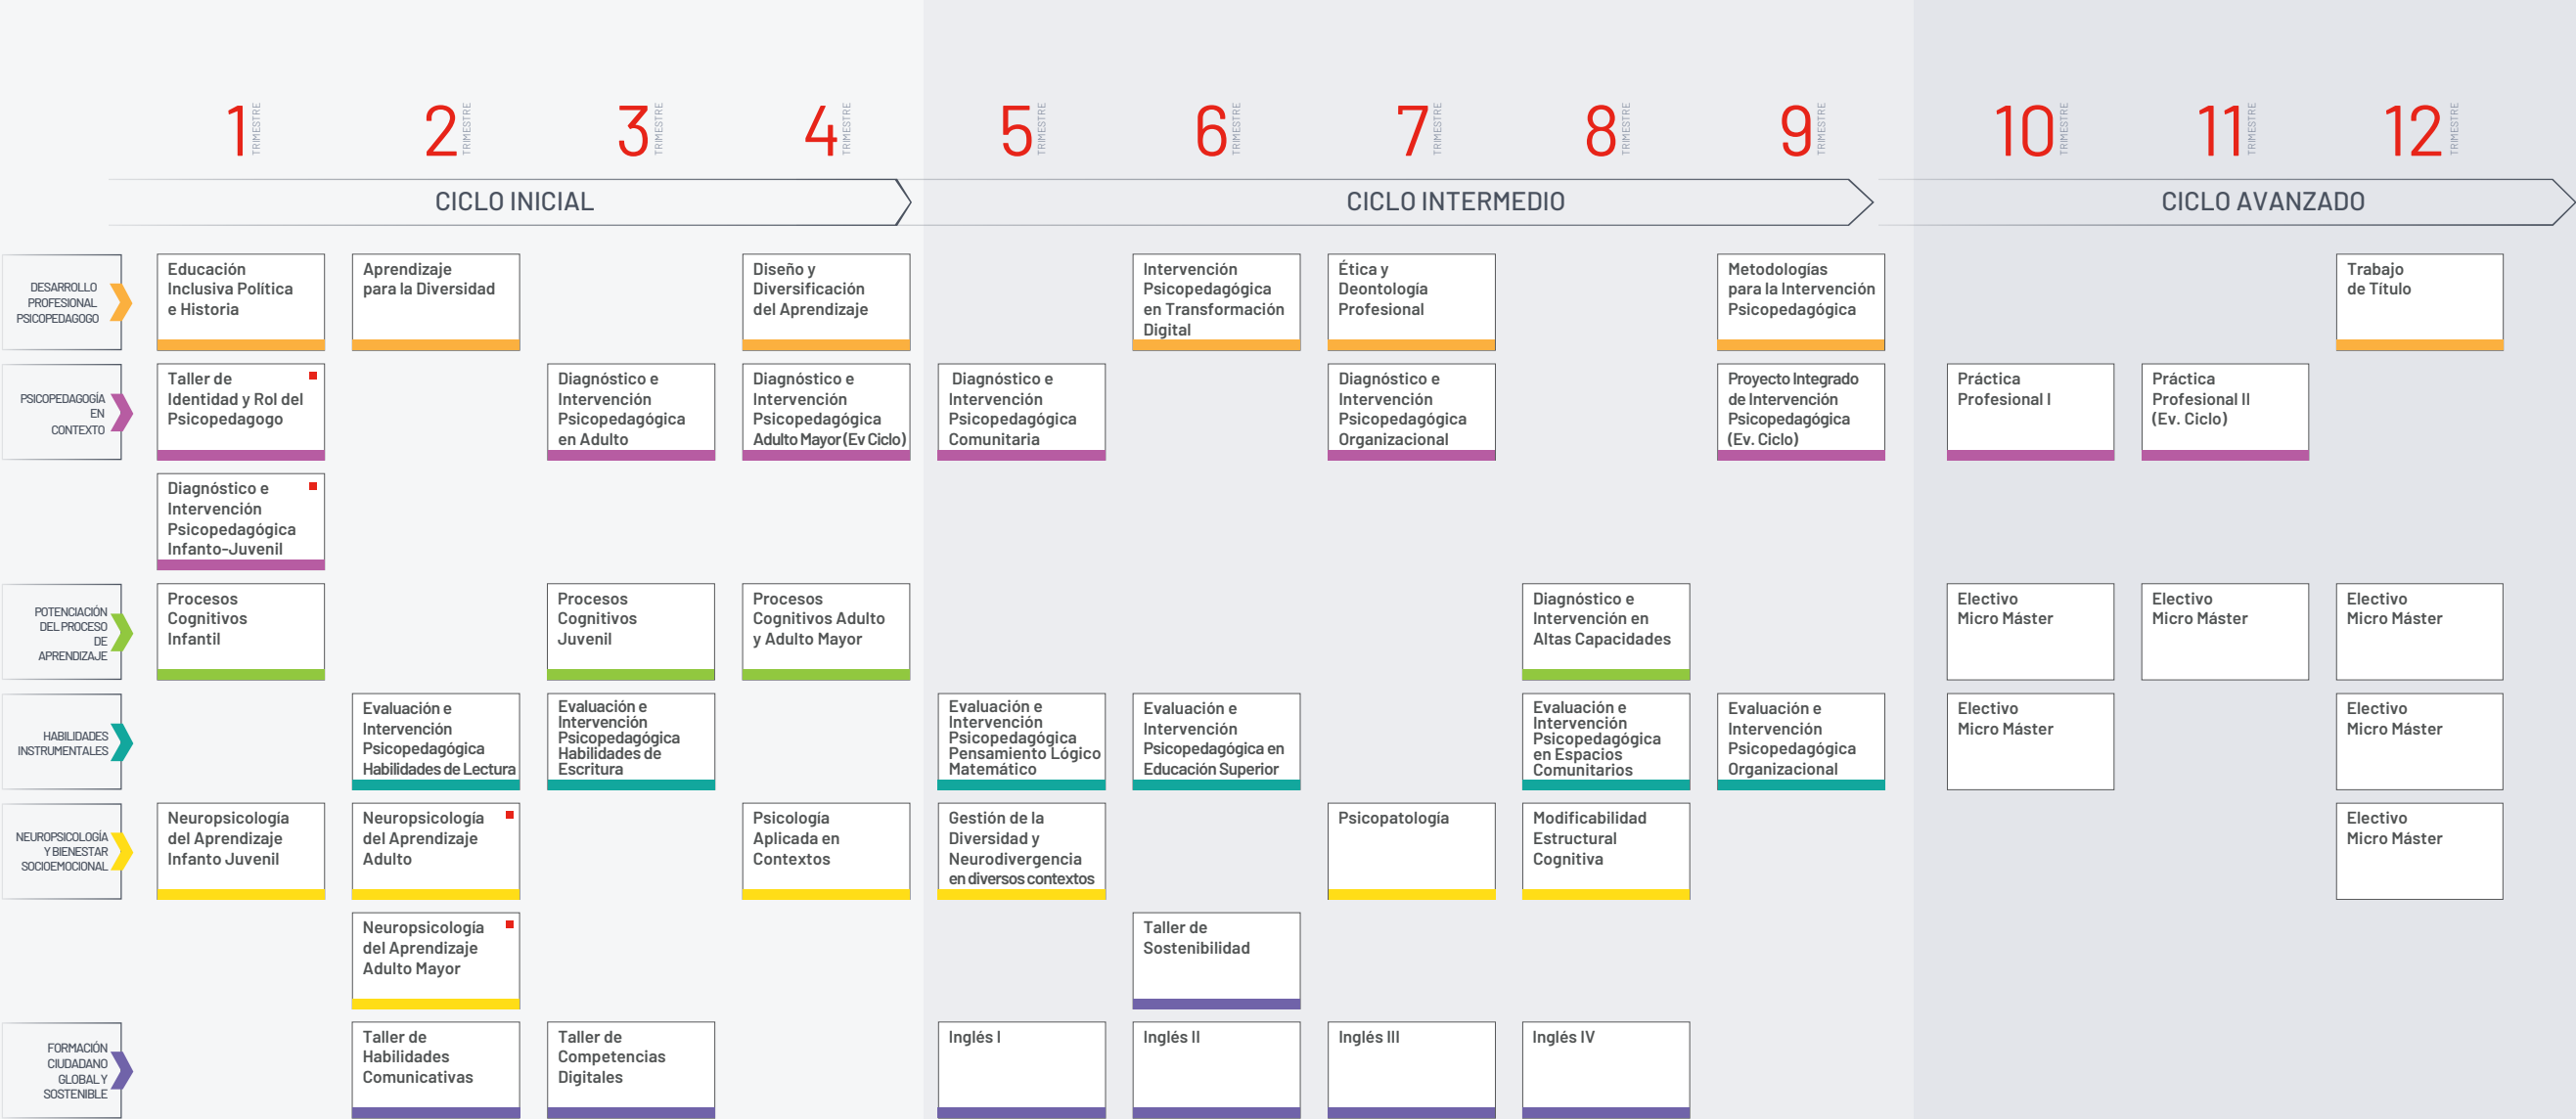 1 TRIMESTRE
2 TRIMESTRE
3 TRIMESTRE
4 TRIMESTRE
5 TRIMESTRE
6 TRIMESTRE
7 TRIMESTRE
8 TRIMESTRE
9 TRIMESTRE
10 TRIMESTRE
11 TRIMESTRE
12 TRIMESTRE
CICLO INICIAL
CICLO INTERMEDIO
CICLO AVANZADO
DESARROLLO
PROFESIONAL
PSICOPEDAGOGO
Educación
Inclusiva Política
e Historia
Aprendizaje
para la Diversidad
Diseño y
Diversificación
del Aprendizaje
Intervención
Psicopedagógica
en Transformación
Digital
Ética y
Deontología
Profesional
Metodologías
para la Intervención
Psicopedagógica
Trabajo
de Título
PSICOPEDAGOGÍA
EN
CONTEXTO
Taller de
Identidad y Rol del
Psicopedagogo
Diagnóstico e
Intervención
Psicopedagógica
en Adulto
Diagnóstico e
Intervención
Psicopedagógica
Adulto Mayor (Ev Ciclo)
Diagnóstico e
Intervención
Psicopedagógica
Comunitaria
Diagnóstico e
Intervención
Psicopedagógica
Organizacional
Proyecto Integrado
de Intervención
Psicopedagógica
(Ev. Ciclo)
Práctica
Profesional I
Práctica
Profesional II
(Ev. Ciclo)
Diagnóstico e
Intervención
Psicopedagógica
Infanto-Juvenil
POTENCIACIÓN
DEL PROCESO
DE
APRENDIZAJE
Procesos
Cognitivos
Infantil
Procesos
Cognitivos
Juvenil
Procesos
Cognitivos Adulto
y Adulto Mayor
Diagnóstico e
Intervención en
Altas Capacidades
Electivo
Micro Máster
Electivo
Micro Máster
Electivo
Micro Máster
HABILIDADES
INSTRUMENTALES
Evaluación e
Intervención
Psicopedagógica
Habilidades de Lectura
Evaluación e
Intervención
Psicopedagógica
Habilidades de
Escritura
Evaluación e
Intervención
Psicopedagógica
Pensamiento Lógico
Matemático
Evaluación e
Intervención
Psicopedagógica en
Educación Superior
Evaluación e
Intervención
Psicopedagógica
en Espacios
Comunitarios
Evaluación e
Intervención
Psicopedagógica
Organizacional
Electivo
Micro Máster
Electivo
Micro Máster
NEUROPSICOLOGÍA
Y BIENESTAR
SOCIOEMOCIONAL
Neuropsicología
del Aprendizaje
Infanto Juvenil
Neuropsicología
del Aprendizaje
Adulto
Psicología
Aplicada en
Contextos
Gestión de la
Diversidad y
Neurodivergencia
en diversos contextos
Psicopatología
Modificabilidad
Estructural
Cognitiva
Electivo
Micro Máster
Neuropsicología
del Aprendizaje
Adulto Mayor
Taller de
Sostenibilidad
FORMACIÓN
CIUDADANO
GLOBAL Y
SOSTENIBLE
Taller de
Habilidades
Comunicativas
Taller de
Competencias
Digitales
Inglés I
Inglés II
Inglés III
Inglés IV